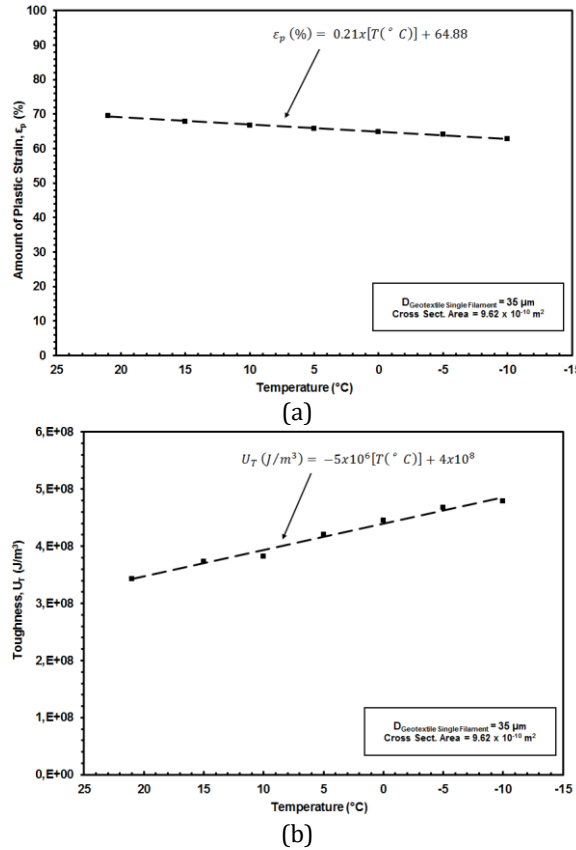 100
90
80
70
60
50
40
30
20
10
0
Amount of Plastic Strain, εp (%)
εp (%) = 0.21x[T(° C)] + 64.88
DGeotextile Single Filament = 35 µm
Cross Sect. Area = 9.62 x 10-10 m2
25 20 15 10 5 0 -5 -10 -15
Temperature (°C)
(a)
6,E+08
5,E+08
4,E+08
3,E+08
2,E+08
1,E+08
0,E+00
Toughness, UT (J/m3)
UT (J/m3) = −5x106[T(° C)] + 4x108
DGeotextile Single Filament = 35 µm
Cross Sect. Area = 9.62 x 10-10 m2
25 20 15 10 5 0 -5 -10 -15
Temperature (°C)
(b)